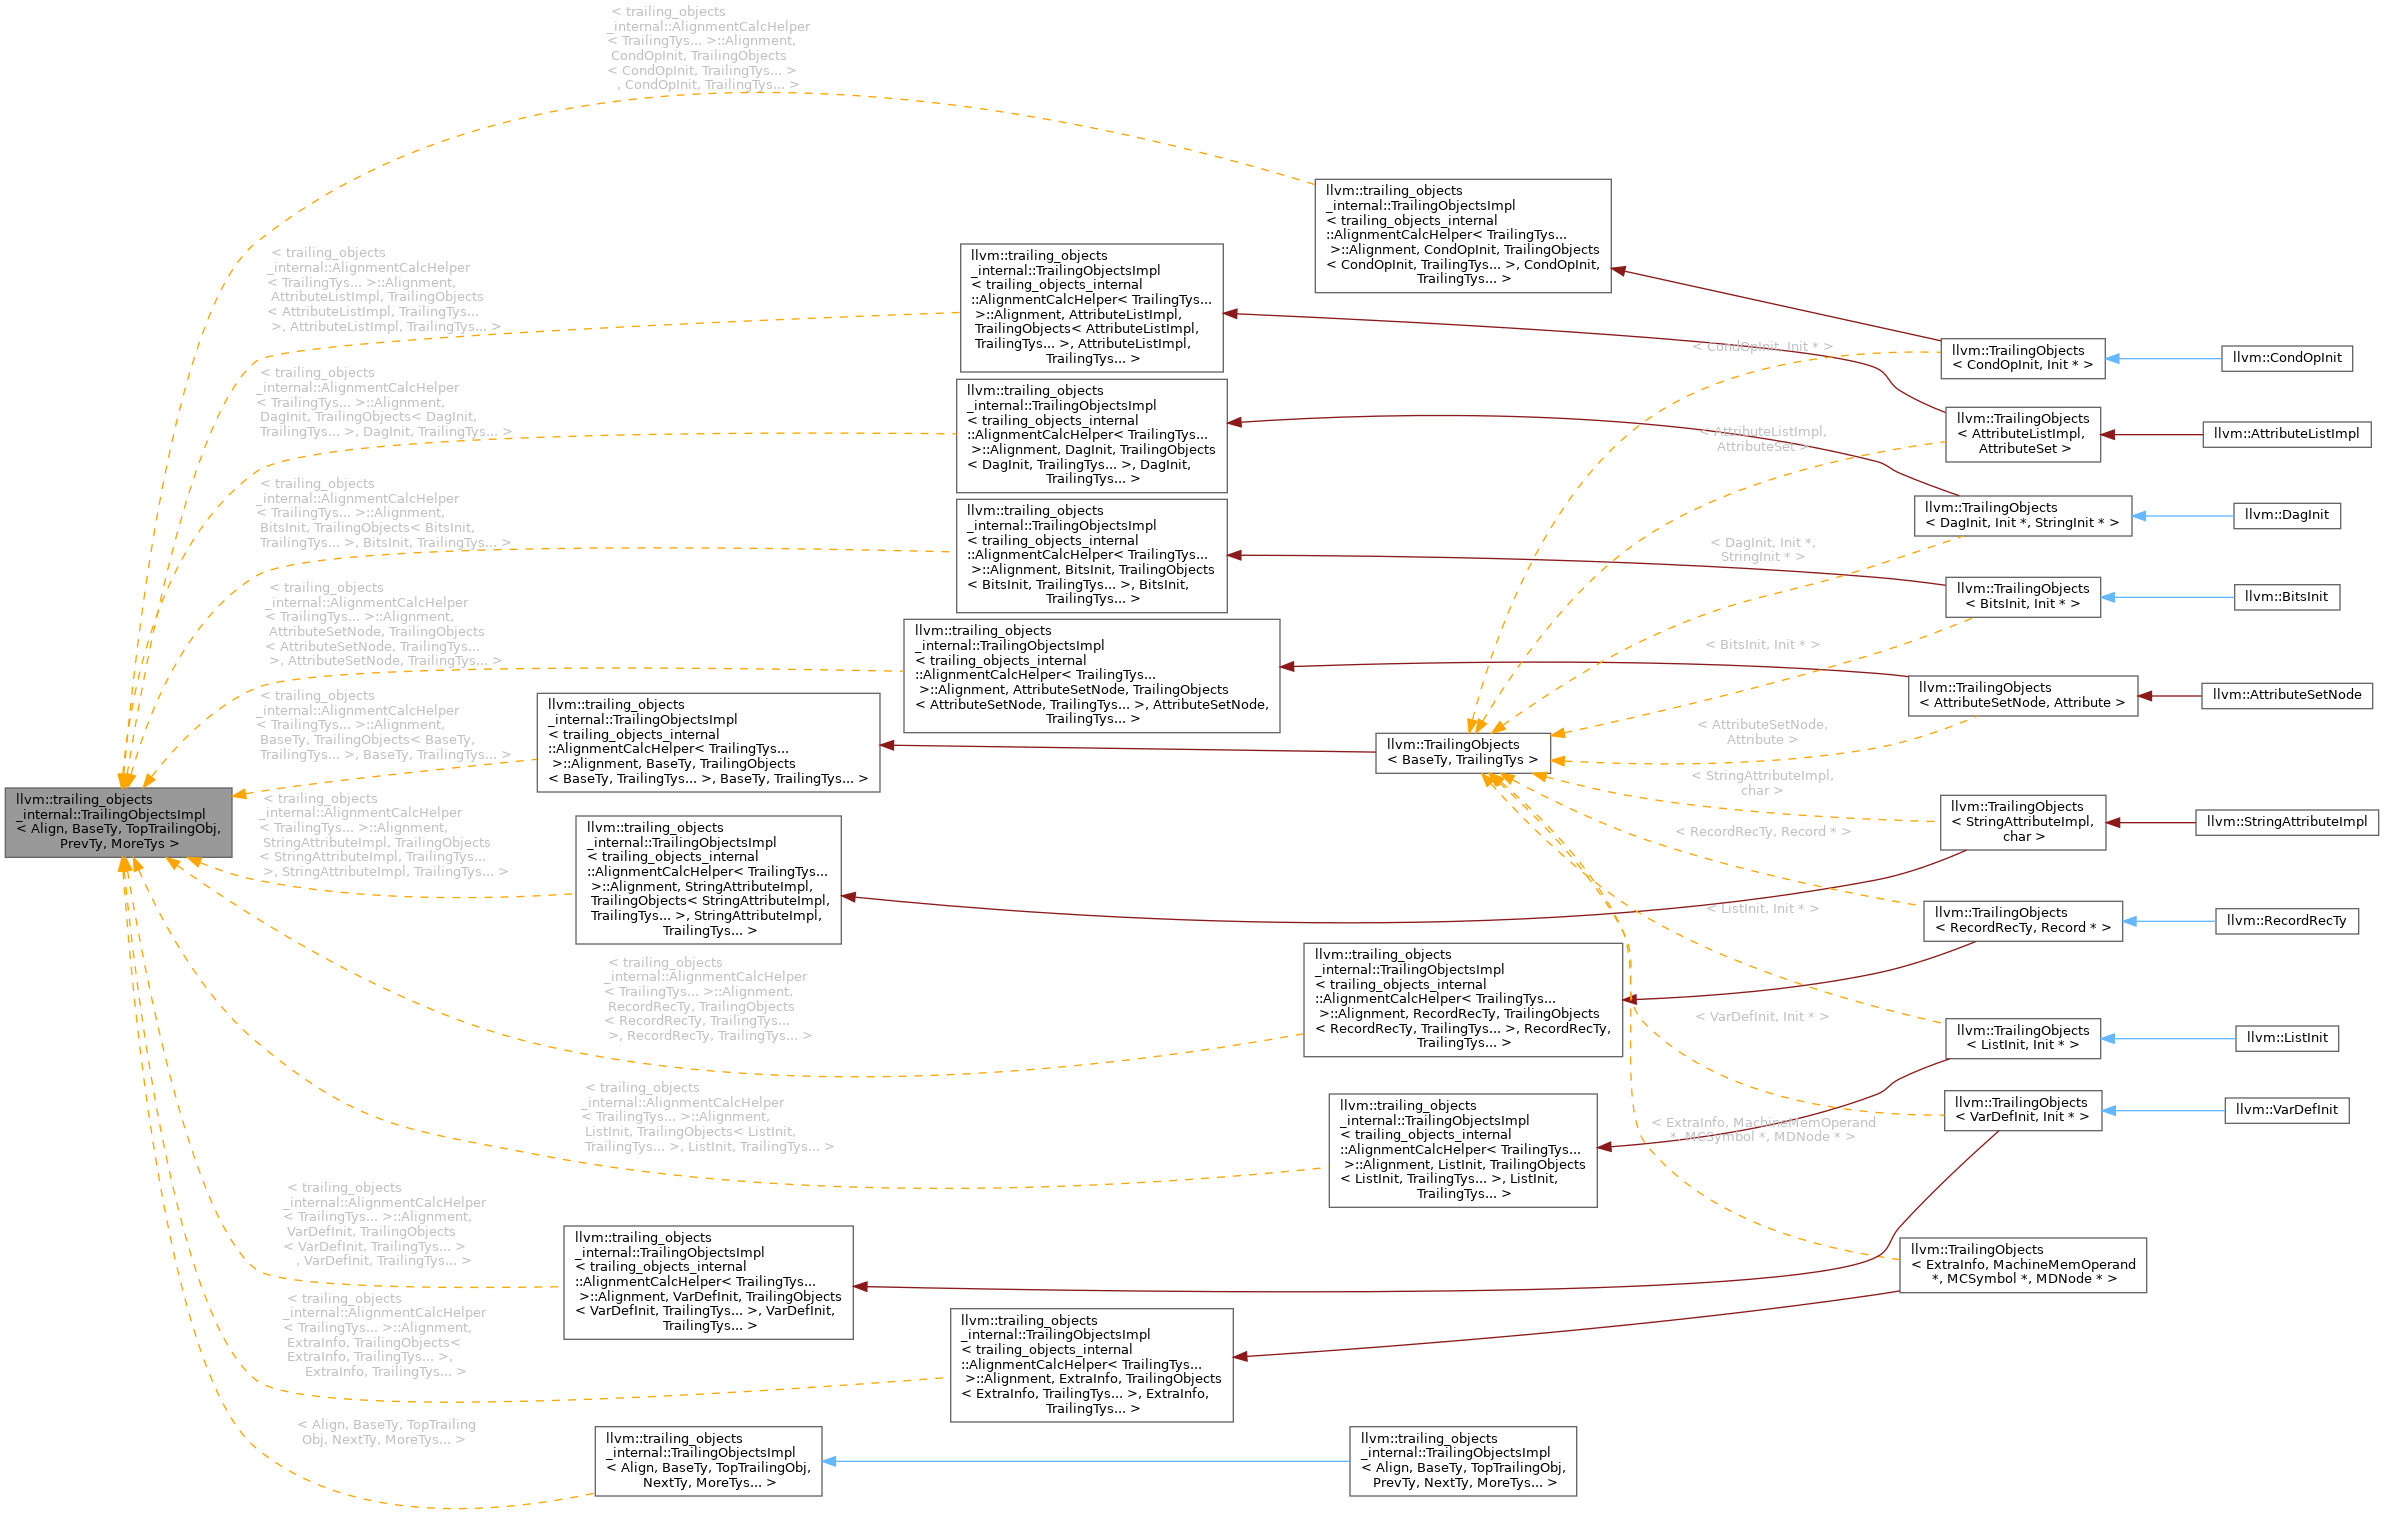 < trailing_objects
_internal::AlignmentCalcHelper
< TrailingTys... >::Alignment,
CondOpInit, TrailingObjects
< CondOpInit, TrailingTys... >
, CondOpInit, TrailingTys... >
llvm::trailing_objects
_internal::TrailingObjectsImpl
< trailing_objects_internal
::AlignmentCalcHelper< TrailingTys...
>::Alignment, CondOpInit, TrailingObjects
< CondOpInit, TrailingTys... >, CondOpInit,
TrailingTys... >
< trailing_objects
_internal::AlignmentCalcHelper
< TrailingTys... >::Alignment,
AttributeListImpl, TrailingObjects
< AttributeListImpl, TrailingTys...
>, AttributeListImpl, TrailingTys... >
llvm::trailing_objects
_internal::TrailingObjectsImpl
< trailing_objects_internal
::AlignmentCalcHelper< TrailingTys...
>::Alignment, AttributeListImpl,
TrailingObjects< AttributeListImpl,
TrailingTys... >, AttributeListImpl,
TrailingTys... >
< CondOpInit, Init * >
llvm::TrailingObjects
< CondOpInit, Init * >
llvm::CondOpInit
< trailing_objects
_internal::AlignmentCalcHelper
< TrailingTys... >::Alignment,
DagInit, TrailingObjects< DagInit,
TrailingTys... >, DagInit, TrailingTys... >
llvm::trailing_objects
_internal::TrailingObjectsImpl
< trailing_objects_internal
::AlignmentCalcHelper< TrailingTys...
>::Alignment, DagInit, TrailingObjects
< DagInit, TrailingTys... >, DagInit,
TrailingTys... >
< AttributeListImpl,
AttributeSet >
llvm::TrailingObjects
< AttributeListImpl,
AttributeSet >
llvm::AttributeListImpl
< trailing_objects
_internal::AlignmentCalcHelper
< TrailingTys... >::Alignment,
BitsInit, TrailingObjects< BitsInit,
TrailingTys... >, BitsInit, TrailingTys... >
llvm::trailing_objects
_internal::TrailingObjectsImpl
< trailing_objects_internal
::AlignmentCalcHelper< TrailingTys...
>::Alignment, BitsInit, TrailingObjects
< BitsInit, TrailingTys... >, BitsInit,
TrailingTys... >
< DagInit, Init *,
StringInit * >
llvm::TrailingObjects
< DagInit, Init *, StringInit * >
llvm::DagInit
llvm::TrailingObjects
< BitsInit, Init * >
llvm::BitsInit
< trailing_objects
_internal::AlignmentCalcHelper
< TrailingTys... >::Alignment,
AttributeSetNode, TrailingObjects
< AttributeSetNode, TrailingTys...
>, AttributeSetNode, TrailingTys... >
llvm::trailing_objects
_internal::TrailingObjectsImpl
< trailing_objects_internal
::AlignmentCalcHelper< TrailingTys...
>::Alignment, AttributeSetNode, TrailingObjects
< AttributeSetNode, TrailingTys... >, AttributeSetNode,
TrailingTys... >
< BitsInit, Init * >
llvm::TrailingObjects
< AttributeSetNode, Attribute >
llvm::AttributeSetNode
< trailing_objects
_internal::AlignmentCalcHelper
< TrailingTys... >::Alignment,
BaseTy, TrailingObjects< BaseTy,
TrailingTys... >, BaseTy, TrailingTys... >
llvm::trailing_objects
_internal::TrailingObjectsImpl
< trailing_objects_internal
::AlignmentCalcHelper< TrailingTys...
>::Alignment, BaseTy, TrailingObjects
< BaseTy, TrailingTys... >, BaseTy, TrailingTys... >
llvm::TrailingObjects
< BaseTy, TrailingTys >
< AttributeSetNode,
Attribute >
< StringAttributeImpl,
char >
llvm::trailing_objects
_internal::TrailingObjectsImpl
< Align, BaseTy, TopTrailingObj,
PrevTy, MoreTys >
< trailing_objects
_internal::AlignmentCalcHelper
< TrailingTys... >::Alignment,
StringAttributeImpl, TrailingObjects
< StringAttributeImpl, TrailingTys...
>, StringAttributeImpl, TrailingTys... >
llvm::trailing_objects
_internal::TrailingObjectsImpl
< trailing_objects_internal
::AlignmentCalcHelper< TrailingTys...
>::Alignment, StringAttributeImpl,
TrailingObjects< StringAttributeImpl,
TrailingTys... >, StringAttributeImpl,
TrailingTys... >
llvm::TrailingObjects
< StringAttributeImpl,
char >
llvm::StringAttributeImpl
< RecordRecTy, Record * >
< ListInit, Init * >
llvm::TrailingObjects
< RecordRecTy, Record * >
llvm::RecordRecTy
< trailing_objects
_internal::AlignmentCalcHelper
< TrailingTys... >::Alignment,
RecordRecTy, TrailingObjects
< RecordRecTy, TrailingTys...
>, RecordRecTy, TrailingTys... >
llvm::trailing_objects
_internal::TrailingObjectsImpl
< trailing_objects_internal
::AlignmentCalcHelper< TrailingTys...
>::Alignment, RecordRecTy, TrailingObjects
< RecordRecTy, TrailingTys... >, RecordRecTy,
TrailingTys... >
< VarDefInit, Init * >
llvm::TrailingObjects
< ListInit, Init * >
llvm::ListInit
< trailing_objects
_internal::AlignmentCalcHelper
< TrailingTys... >::Alignment,
ListInit, TrailingObjects< ListInit,
TrailingTys... >, ListInit, TrailingTys... >
llvm::trailing_objects
_internal::TrailingObjectsImpl
< trailing_objects_internal
::AlignmentCalcHelper< TrailingTys...
>::Alignment, ListInit, TrailingObjects
< ListInit, TrailingTys... >, ListInit,
TrailingTys... >
< ExtraInfo, MachineMemOperand
*, MCSymbol *, MDNode * >
llvm::TrailingObjects
< VarDefInit, Init * >
llvm::VarDefInit
< trailing_objects
_internal::AlignmentCalcHelper
< TrailingTys... >::Alignment,
VarDefInit, TrailingObjects
< VarDefInit, TrailingTys... >
, VarDefInit, TrailingTys... >
llvm::trailing_objects
_internal::TrailingObjectsImpl
< trailing_objects_internal
::AlignmentCalcHelper< TrailingTys...
>::Alignment, VarDefInit, TrailingObjects
< VarDefInit, TrailingTys... >, VarDefInit,
TrailingTys... >
llvm::TrailingObjects
< ExtraInfo, MachineMemOperand
*, MCSymbol *, MDNode * >
< trailing_objects
_internal::AlignmentCalcHelper
< TrailingTys... >::Alignment,
ExtraInfo, TrailingObjects<
ExtraInfo, TrailingTys... >,
ExtraInfo, TrailingTys... >
llvm::trailing_objects
_internal::TrailingObjectsImpl
< trailing_objects_internal
::AlignmentCalcHelper< TrailingTys...
>::Alignment, ExtraInfo, TrailingObjects
< ExtraInfo, TrailingTys... >, ExtraInfo,
TrailingTys... >
< Align, BaseTy, TopTrailing
Obj, NextTy, MoreTys... >
llvm::trailing_objects
_internal::TrailingObjectsImpl
< Align, BaseTy, TopTrailingObj,
NextTy, MoreTys... >
llvm::trailing_objects
_internal::TrailingObjectsImpl
< Align, BaseTy, TopTrailingObj,
PrevTy, NextTy, MoreTys... >